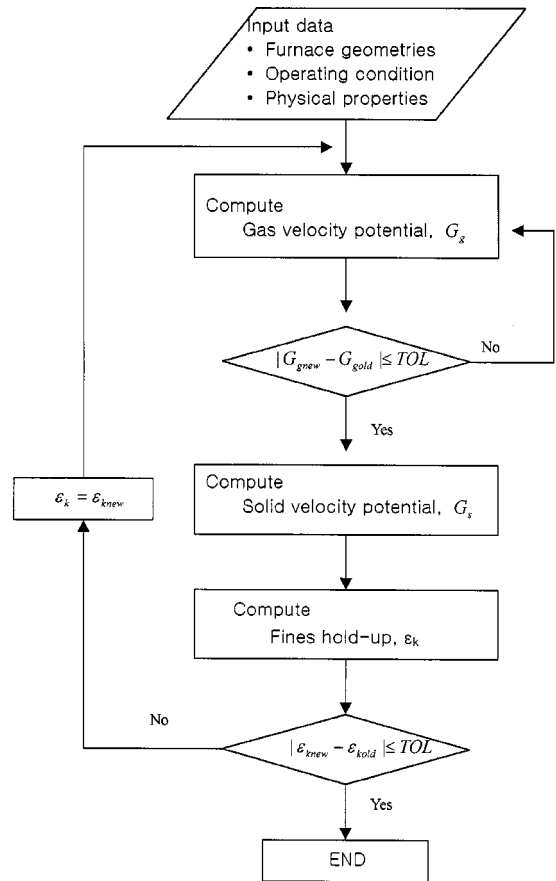 Input data
• Furnace geometries
• Operating condition
• Physical properties
Compute
Gas velocity potential, G_g
| G_gnew − G_gold | ≤ TOL
No
Yes
Compute
Solid velocity potential, G_s
ε_k = ε_knew
Compute
Fines hold-up, ε_k
No
| ε_knew − ε_kold | ≤ TOL
Yes
END